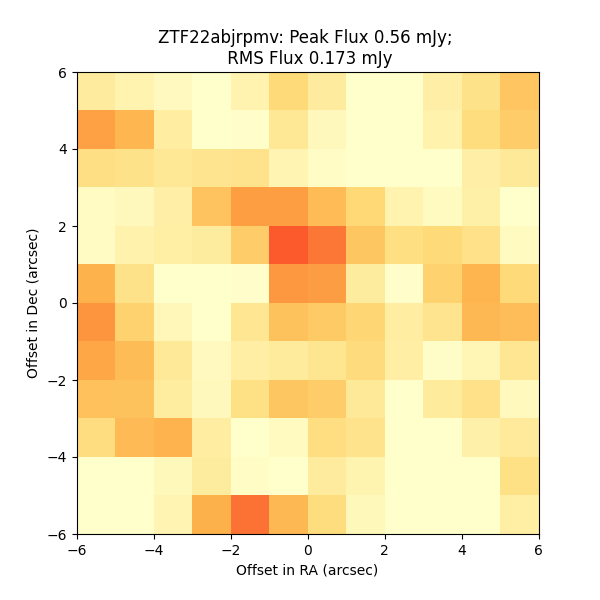 ZTF22abjrpmv: Peak Flux 0.56 mJy;
RMS Flux 0.173 mJy
6
4
2
0
−2
−4
−6
Offset in Dec (arcsec)
−6 −4 −2 0 2 4 6
Offset in RA (arcsec)